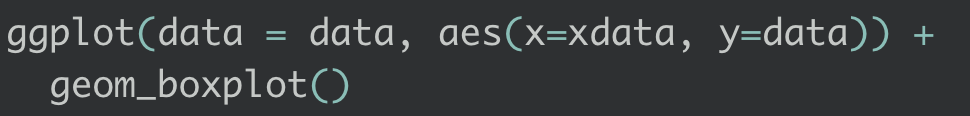 ggplot(data = data, aes(x=xdata, y=data)) +
  geom_boxplot()